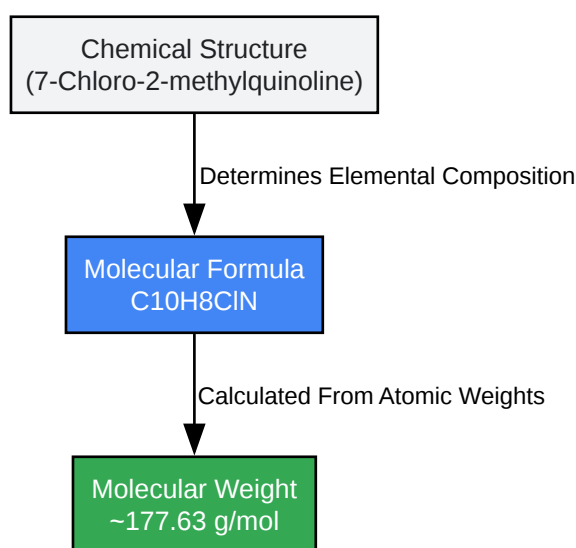 Chemical Structure
(7-Chloro-2-methylquinoline)
Determines Elemental Composition
Molecular Formula
C10H8ClN
Calculated From Atomic Weights
Molecular Weight
~177.63 g/mol